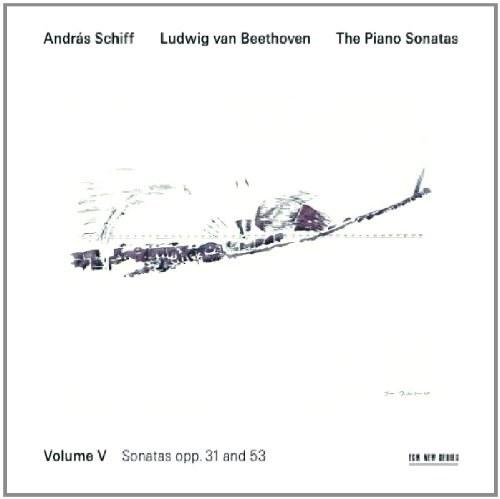 András Schiff Ludwig van Beethoven The Piano Sonatas
Volume V Sonatas opp. 31 and 53
ECM NEW SERIES